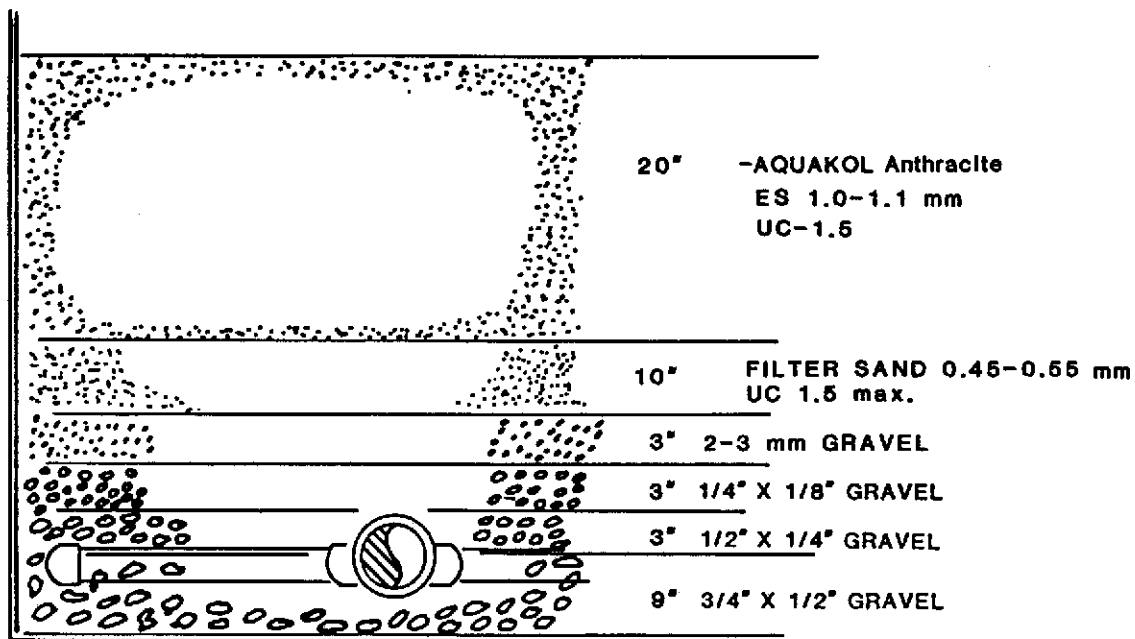 20" -AQUAKOL Anthracite
ES 1.0-1.1 mm
UC-1.5
10" FILTER SAND 0.45-0.55 mm
UC 1.5 max.
3" 2-3 mm GRAVEL
3" 1/4" X 1/8" GRAVEL
3" 1/2" X 1/4" GRAVEL
9" 3/4" X 1/2" GRAVEL